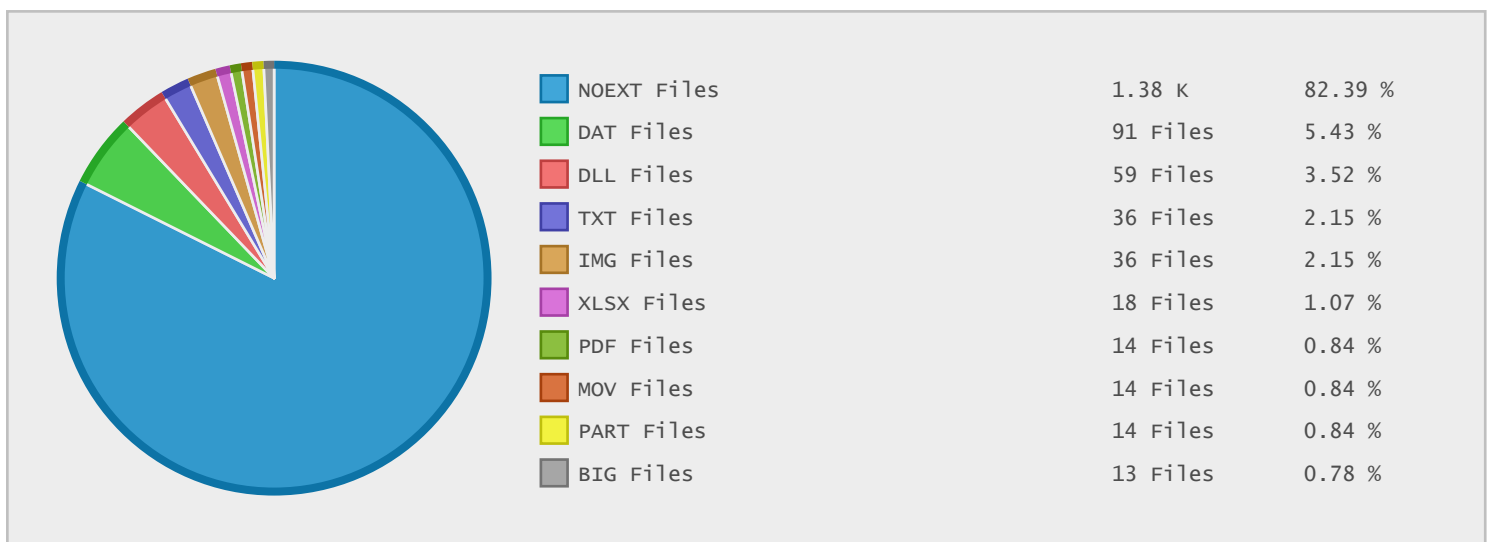 NOEXT Files 1.38 K 82.39 %
DAT Files 91 Files 5.43 %
DLL Files 59 Files 3.52 %
TXT Files 36 Files 2.15 %
IMG Files 36 Files 2.15 %
XLSX Files 18 Files 1.07 %
PDF Files 14 Files 0.84 %
MOV Files 14 Files 0.84 %
PART Files 14 Files 0.84 %
BIG Files 13 Files 0.78 %